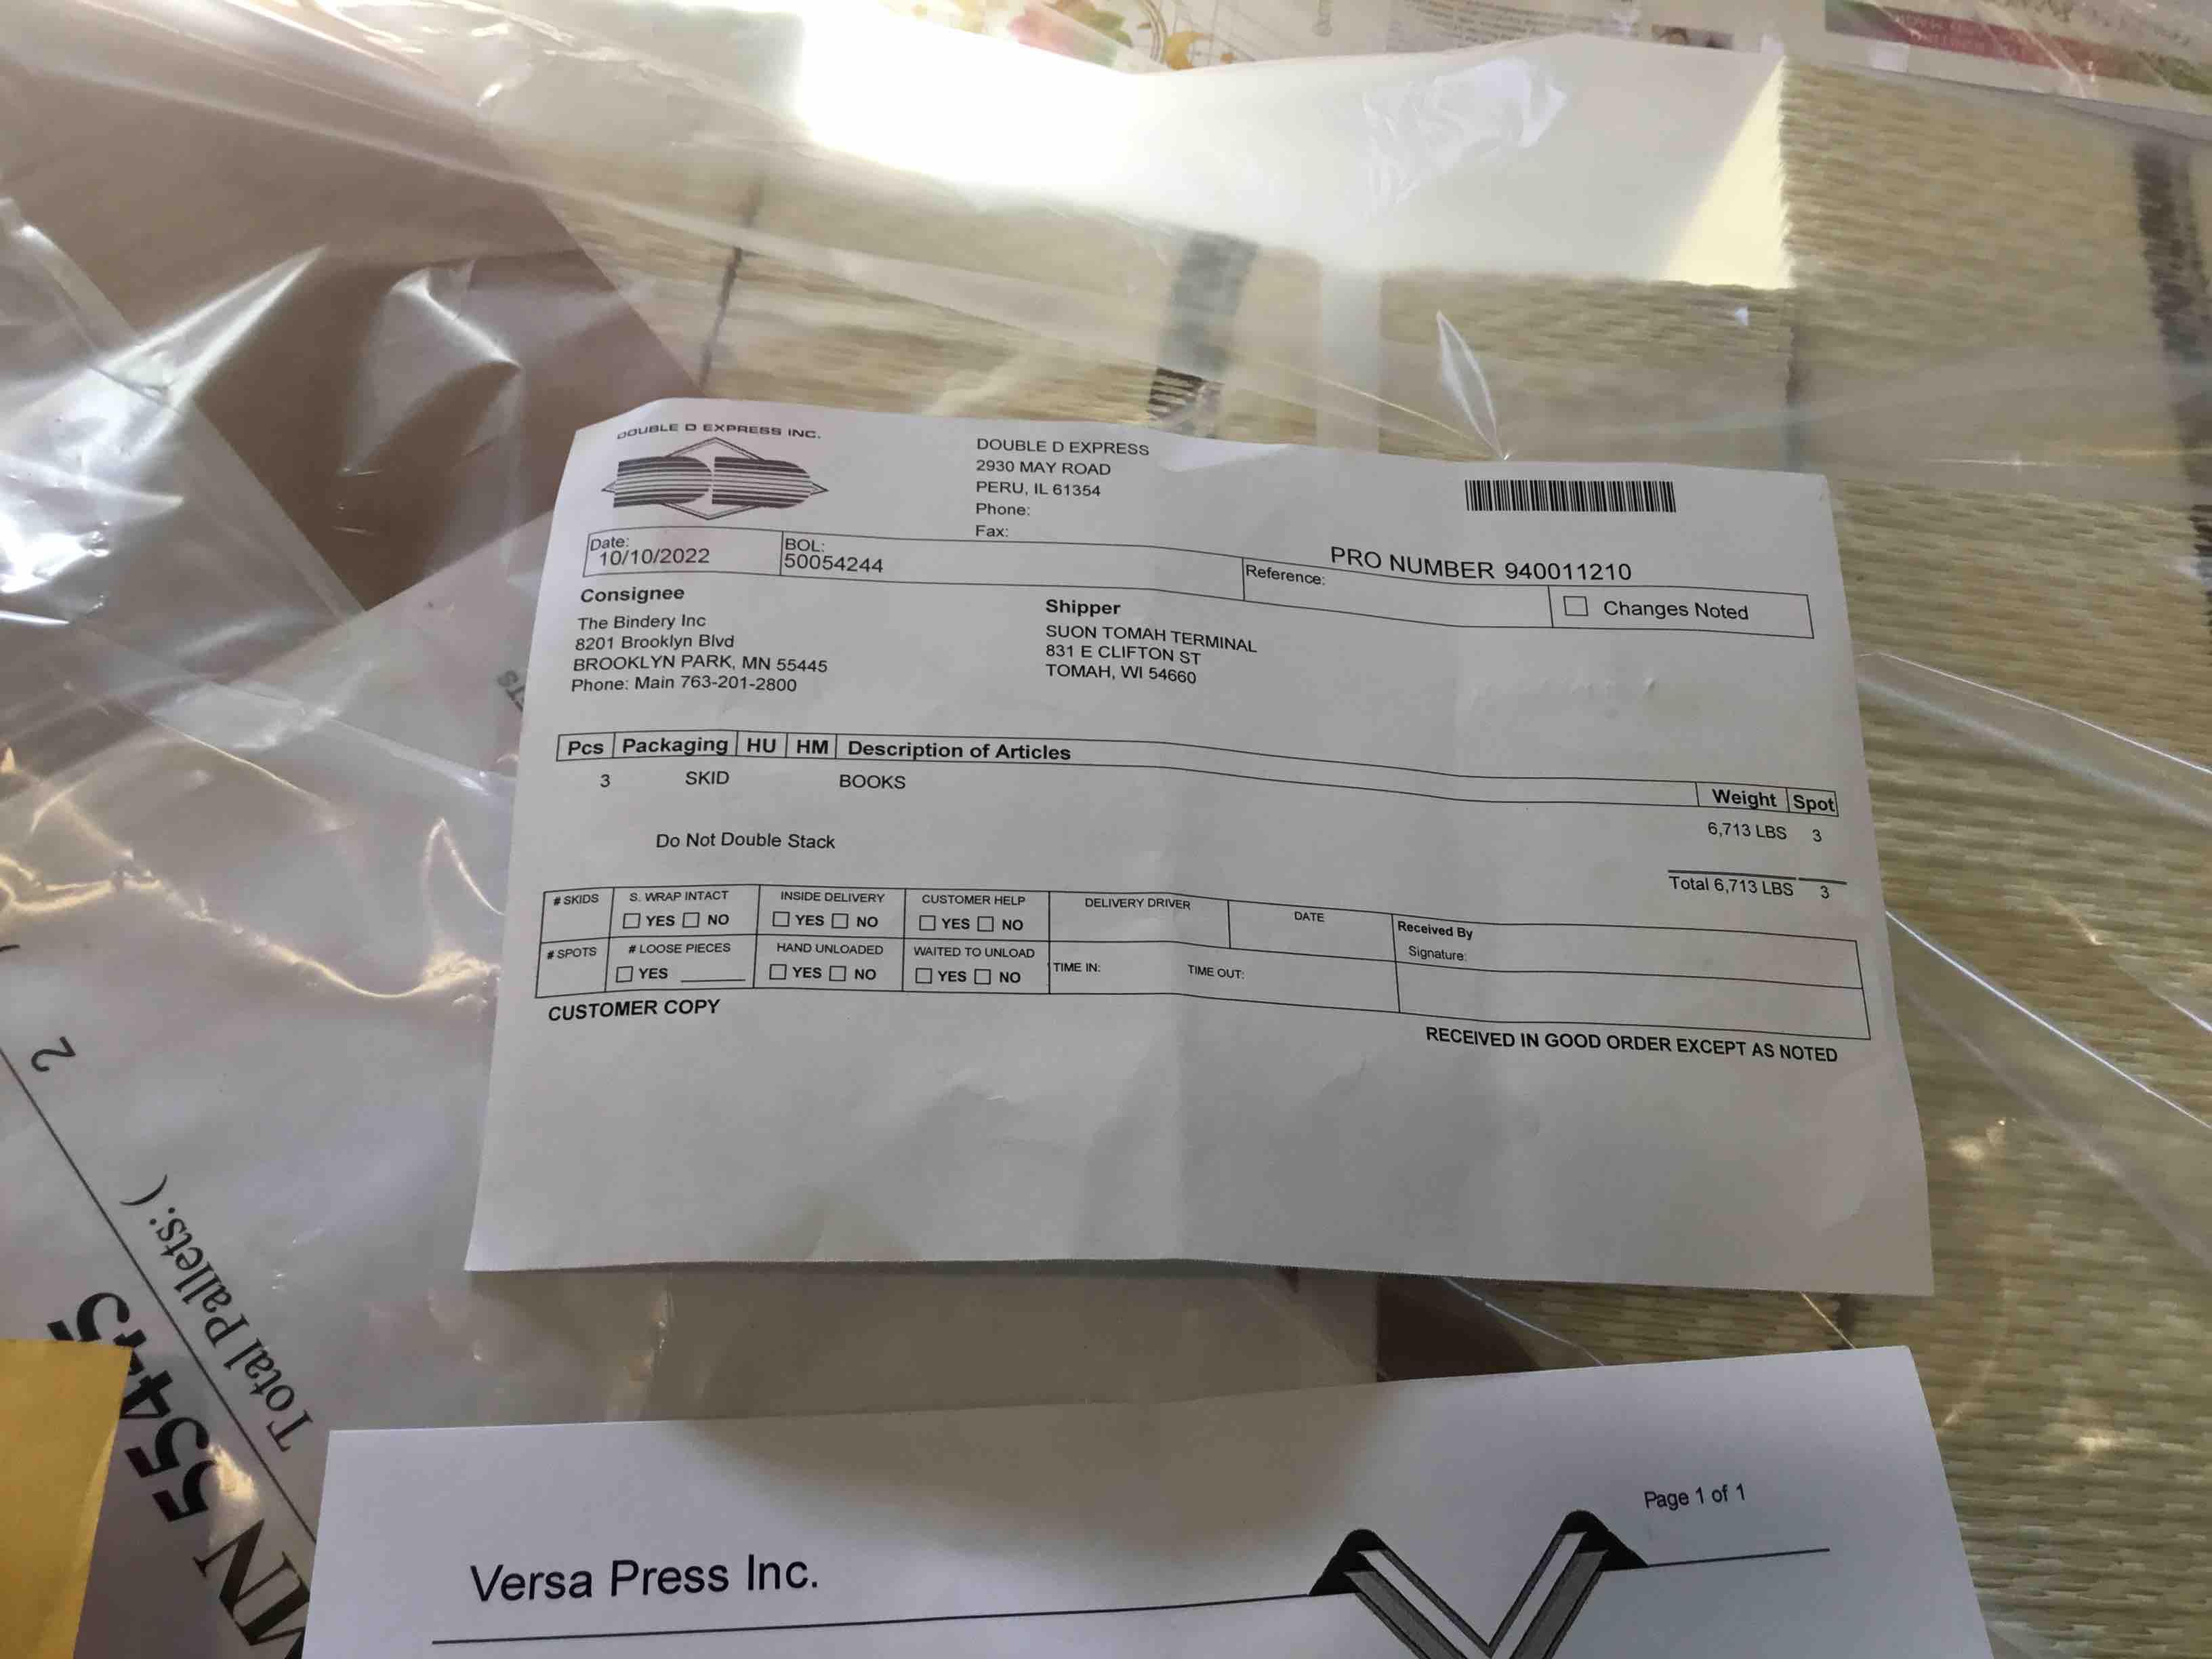 DOUBLE D EXPRESS INC.
DOUBLE D EXPRESS
2930 MAY ROAD
PERU, IL 61354
Phone:
Fax:
PRO NUMBER 940011210
Date:
10/10/2022
BOL:
50054244
Reference:
Changes Noted
Consignee
The Bindery Inc
8201 Brooklyn Blvd
BROOKLYN PARK, MN 55445
Phone: Main 763-201-2800
Shipper
SUON TOMAH TERMINAL
831 E CLIFTON ST
TOMAH, WI 54660
Pcs Packaging HU HM Description of Articles Weight Spot
3 SKID BOOKS 6,713 LBS 3
Do Not Double Stack
Total 6,713 LBS 3
# SKIDS
S. WRAP INTACT
YES NO
INSIDE DELIVERY
YES NO
CUSTOMER HELP
YES NO
DELIVERY DRIVER
DATE
Received By
Signature:
# SPOTS
# LOOSE PIECES
YES
HAND UNLOADED
YES NO
WAITED TO UNLOAD
YES NO
TIME IN:
TIME OUT:
CUSTOMER COPY
RECEIVED IN GOOD ORDER EXCEPT AS NOTED
2
Total Pallets: (
MN 55445
Page 1 of 1
Versa Press Inc.